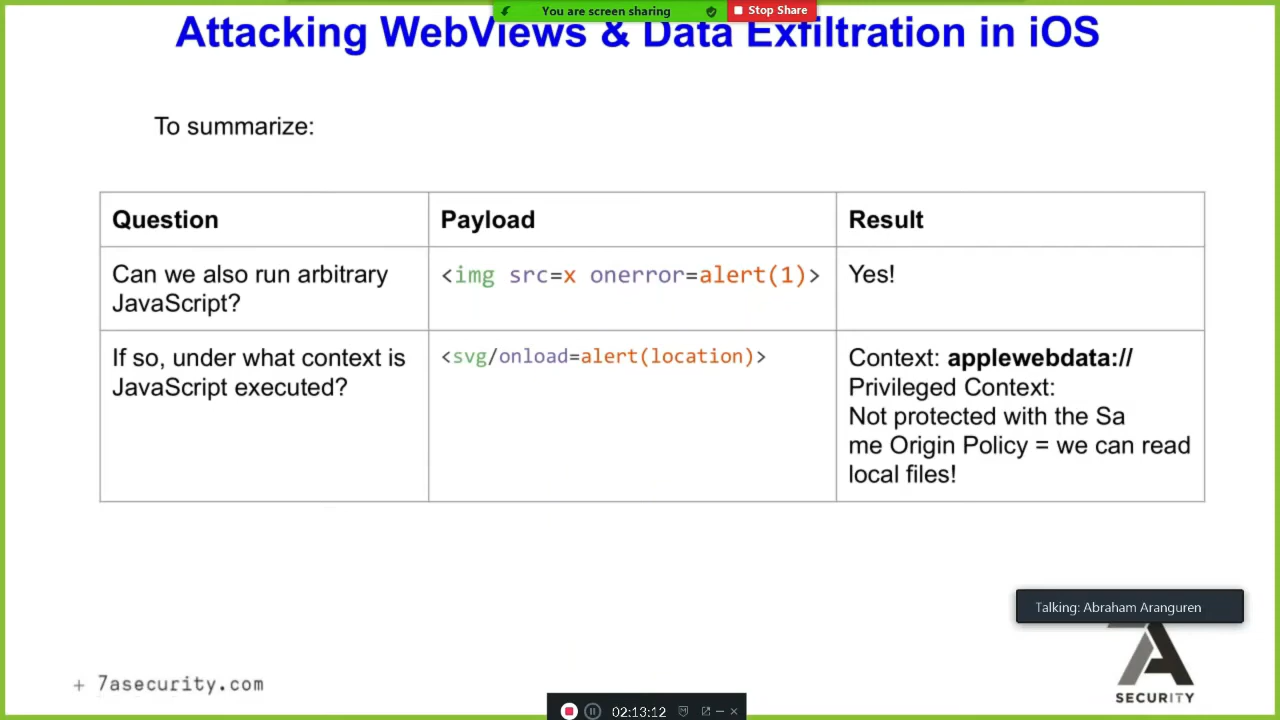 You are screen sharing
Stop Share
Attacking WebViews & Data Exfiltration in iOS
To summarize:
Question
Payload
Result
Can we also run arbitrary
JavaScript?
<img src=x onerror=alert(1)>
Yes!
If so, under what context is
JavaScript executed?
<svg/onload=alert(location)>
Context: applewebdata://
Privileged Context:
Not protected with the Sa
me Origin Policy = we can read
local files!
Talking: Abraham Aranguren
+ 7asecurity.com
7A
SECURITY
02:13:12